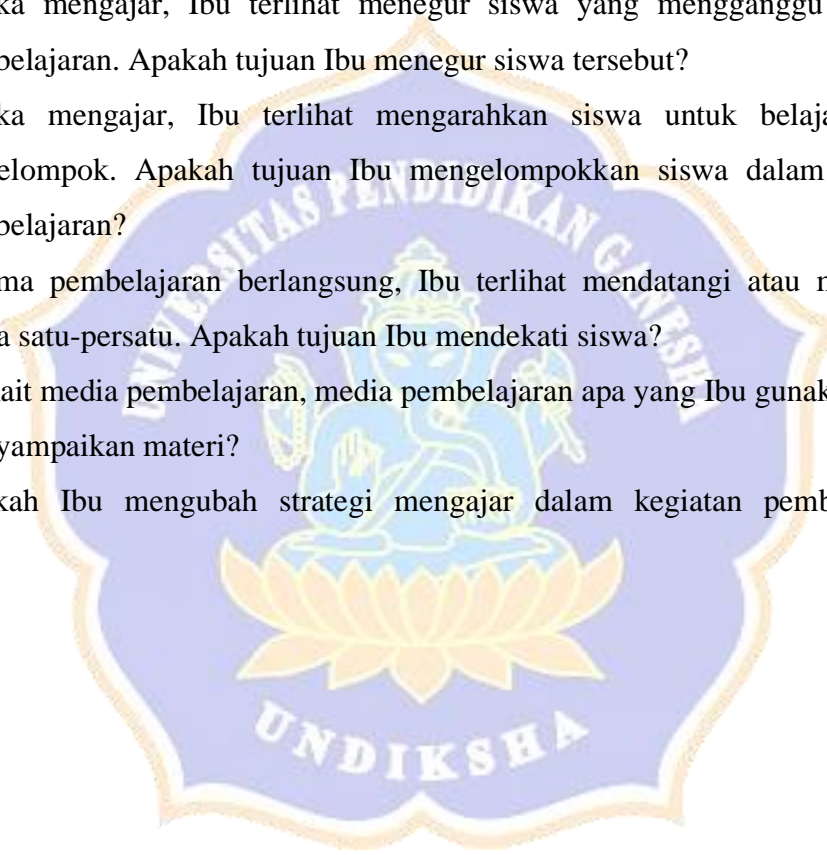 ka mengajar, Ibu terlihat menegur siswa yang mengganggu
belajaran. Apakah tujuan Ibu menegur siswa tersebut?
ka mengajar, Ibu terlihat mengarahkan siswa untuk belaja
elompok. Apakah tujuan Ibu mengelompokkan siswa dalam
belajaran?
ma pembelajaran berlangsung, Ibu terlihat mendatangi atau
a satu-persatu. Apakah tujuan Ibu mendekati siswa?
ait media pembelajaran, media pembelajaran apa yang Ibu gunak
yampaikan materi?
kah Ibu mengubah strategi mengajar dalam kegiatan pemb
UNIVERSITAS PENDIDIKAN GANESHA
UNDIKSHA